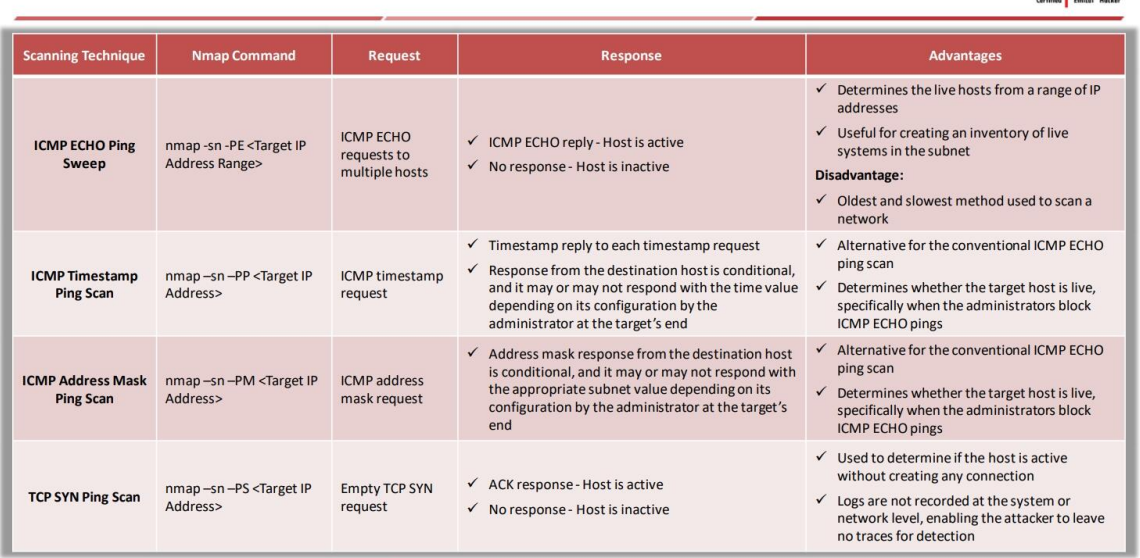 Certified Ethical Hacker
Scanning Technique
Nmap Command
Request
Response
Advantages
ICMP ECHO Ping
Sweep
nmap -sn -PE <Target IP
Address Range>
ICMP ECHO
requests to
multiple hosts
✓ ICMP ECHO reply - Host is active
✓ No response - Host is inactive
✓ Determines the live hosts from a range of IP
addresses
✓ Useful for creating an inventory of live
systems in the subnet
Disadvantage:
✓ Oldest and slowest method used to scan a
network
ICMP Timestamp
Ping Scan
nmap –sn –PP <Target IP
Address>
ICMP timestamp
request
✓ Timestamp reply to each timestamp request
✓ Response from the destination host is conditional,
and it may or may not respond with the time value
depending on its configuration by the
administrator at the target's end
✓ Alternative for the conventional ICMP ECHO
ping scan
✓ Determines whether the target host is live,
specifically when the administrators block
ICMP ECHO pings
ICMP Address Mask
Ping Scan
nmap –sn –PM <Target IP
Address>
ICMP address
mask request
✓ Address mask response from the destination host
is conditional, and it may or may not respond with
the appropriate subnet value depending on its
configuration by the administrator at the target's
end
✓ Alternative for the conventional ICMP ECHO
ping scan
✓ Determines whether the target host is live,
specifically when the administrators block
ICMP ECHO pings
TCP SYN Ping Scan
nmap –sn –PS <Target IP
Address>
Empty TCP SYN
request
✓ ACK response - Host is active
✓ No response - Host is inactive
✓ Used to determine if the host is active
without creating any connection
✓ Logs are not recorded at the system or
network level, enabling the attacker to leave
no traces for detection